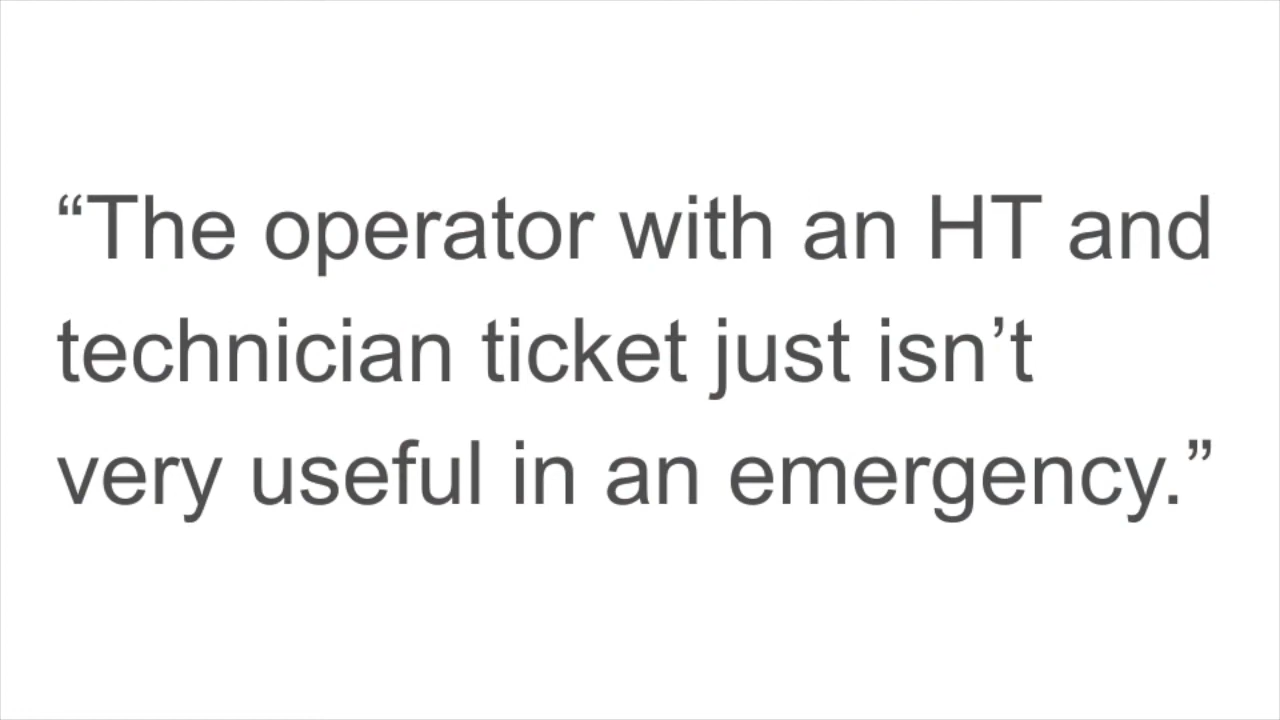 “The operator with an HT and
technician ticket just isn’t
very useful in an emergency.”